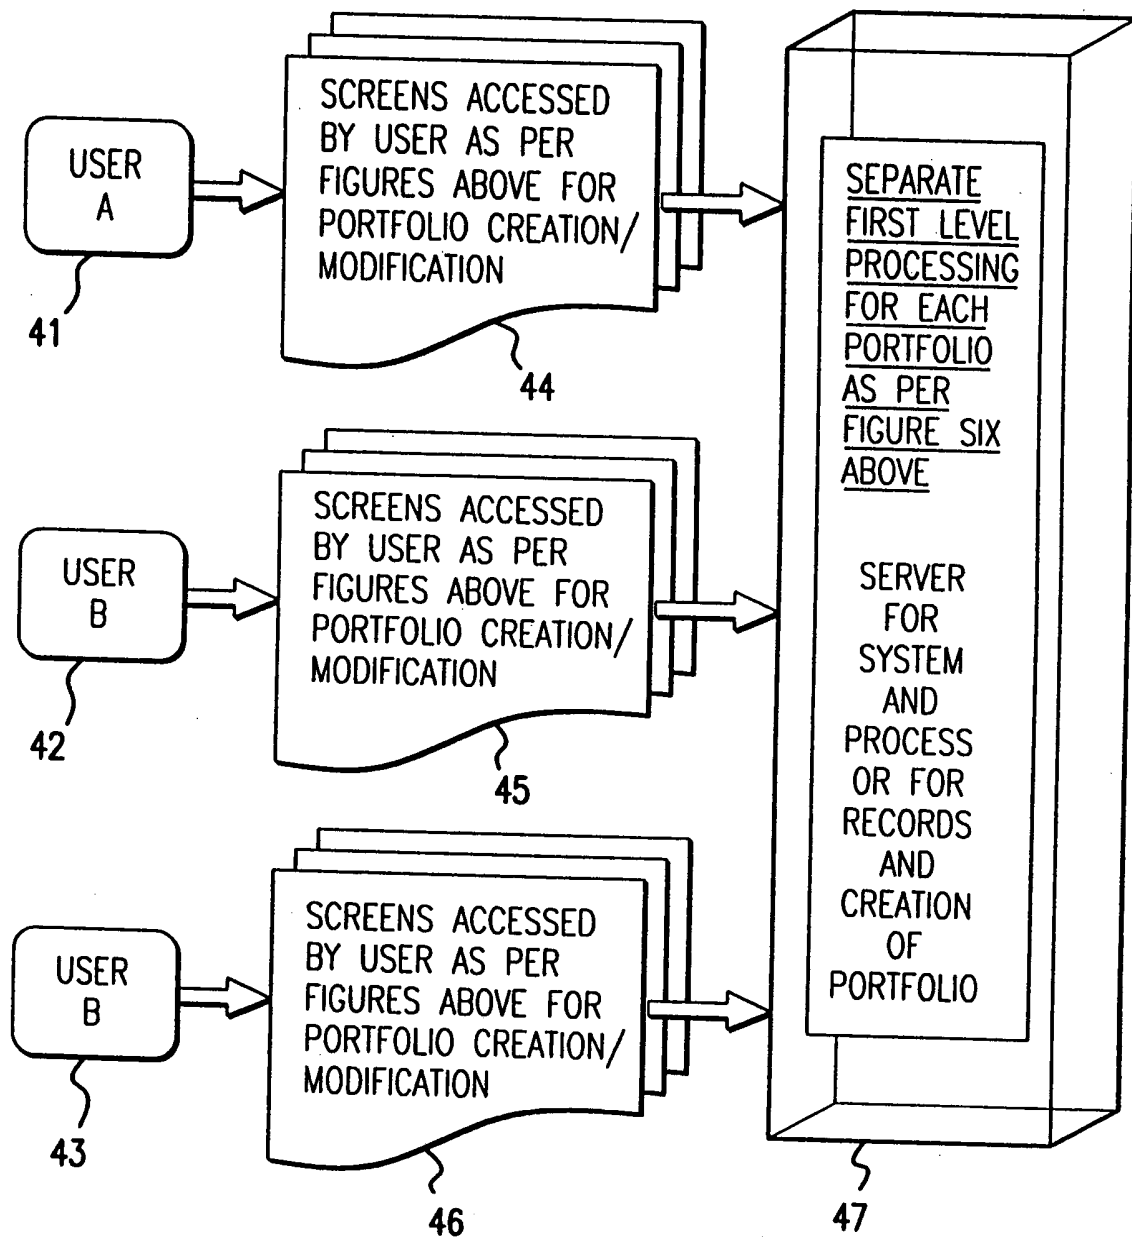 USER
A
41
SCREENS ACCESSED
BY USER AS PER
FIGURES ABOVE FOR
PORTFOLIO CREATION/
MODIFICATION
44
USER
B
42
SCREENS ACCESSED
BY USER AS PER
FIGURES ABOVE FOR
PORTFOLIO CREATION/
MODIFICATION
45
USER
B
43
SCREENS ACCESSED
BY USER AS PER
FIGURES ABOVE FOR
PORTFOLIO CREATION/
MODIFICATION
46
SEPARATE
FIRST LEVEL
PROCESSING
FOR EACH
PORTFOLIO
AS PER
FIGURE SIX
ABOVE
SERVER
FOR
SYSTEM
AND
PROCESS
OR FOR
RECORDS
AND
CREATION
OF
PORTFOLIO
47